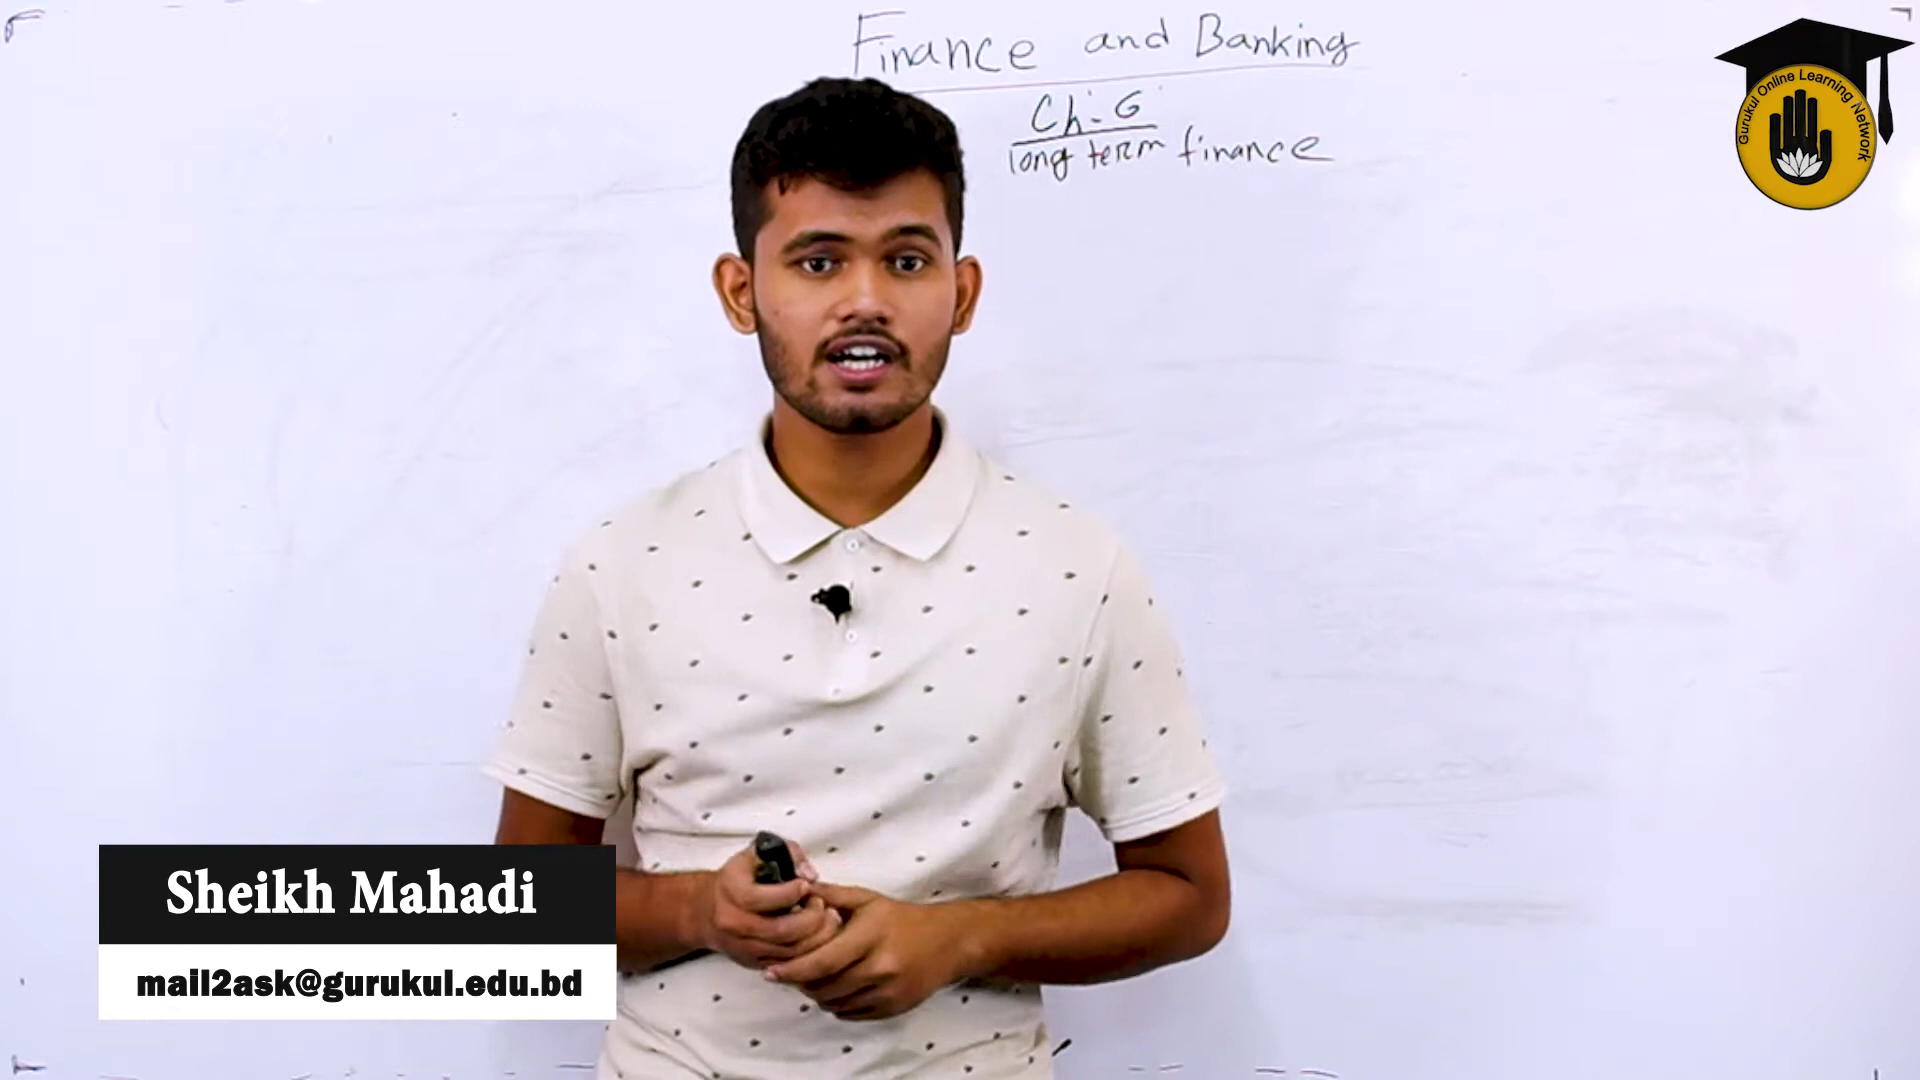 Finance and Banking
Ch:-6
long term finance
Gurukul Online Learning Network
Sheikh Mahadi
mail2ask@gurukul.edu.bd